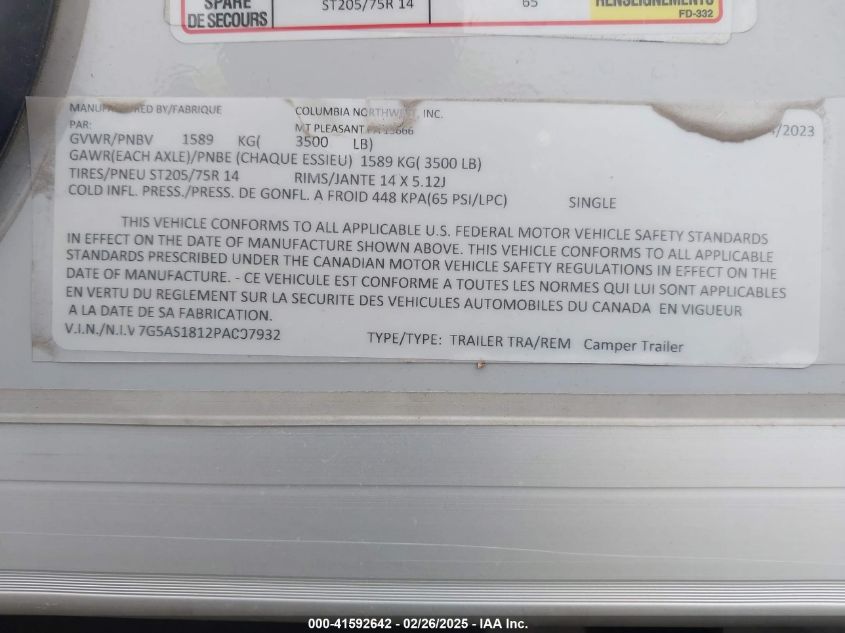 SPARE
DE SECOURS
ST205/75R 14
65
RENSEIGNEMENTS
FD-332
MANUFACTURED BY/FABRIQUE COLUMBIA NORTHWEST, INC.
PAR: MT PLEASANT PA 15666
/2023
GVWR/PNBV 1589 KG( 3500 LB)
GAWR(EACH AXLE)/PNBE (CHAQUE ESSIEU) 1589 KG( 3500 LB)
TIRES/PNEU ST205/75R 14 RIMS/JANTE 14 X 5.12J
COLD INFL. PRESS./PRESS. DE GONFL. A FROID 448 KPA(65 PSI/LPC) SINGLE
THIS VEHICLE CONFORMS TO ALL APPLICABLE U.S. FEDERAL MOTOR VEHICLE SAFETY STANDARDS
IN EFFECT ON THE DATE OF MANUFACTURE SHOWN ABOVE. THIS VEHICLE CONFORMS TO ALL APPLICABLE
STANDARDS PRESCRIBED UNDER THE CANADIAN MOTOR VEHICLE SAFETY REGULATIONS IN EFFECT ON THE
DATE OF MANUFACTURE. - CE VEHICULE EST CONFORME A TOUTES LES NORMES QUI LUI SONT APPLICABLES
EN VERTU DU REGLEMENT SUR LA SECURITE DES VEHICULES AUTOMOBILES DU CANADA EN VIGUEUR
A LA DATE DE SA FABRICATION.
V.I.N./N.I.V 7G5AS1812PA007932 TYPE/TYPE: TRAILER TRA/REM Camper Trailer
000-41592642 - 02/26/2025 - IAA Inc.